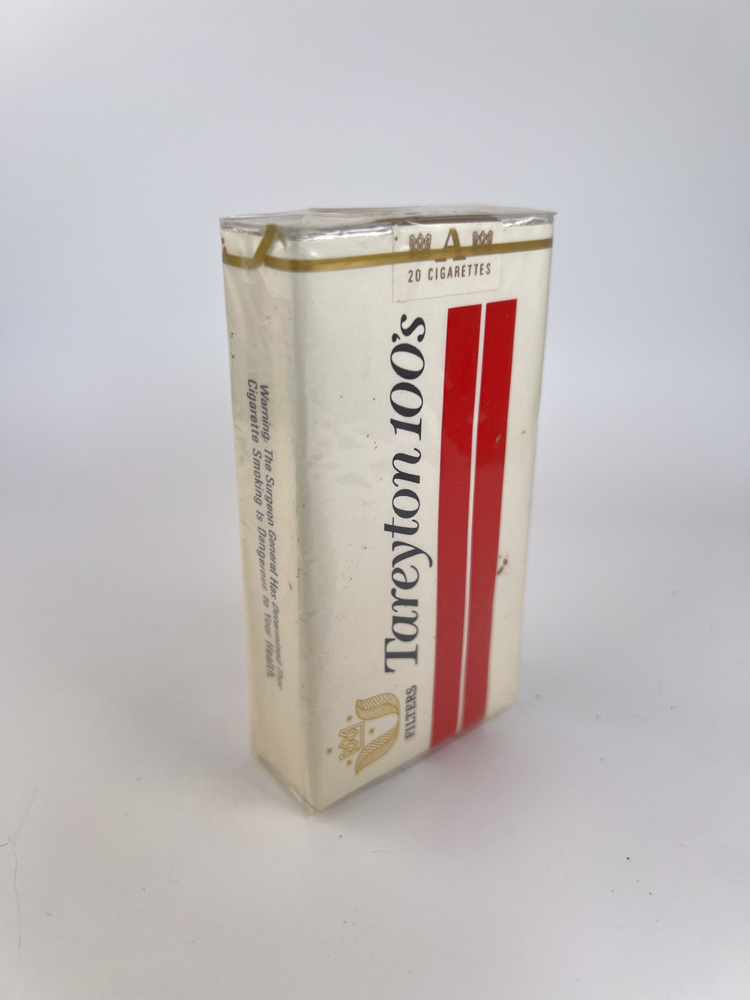 A
20 CIGARETTES
Tareyton 100's
FILTERS
Warning: The Surgeon General Has Determined That
Cigarette Smoking Is Dangerous to Your Health